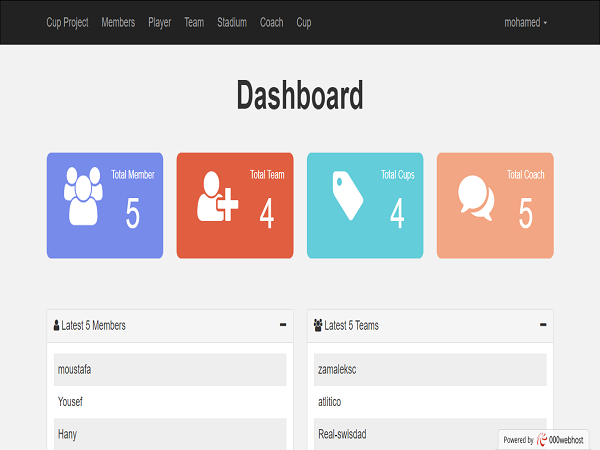 Cup Project Members Player Team Stadium Coach Cup mohamed
Dashboard
Total Member
5
Total Team
4
Total Cups
4
Total Coach
5
Latest 5 Members
moustafa
Yousef
Hany
Latest 5 Teams
zamaleksc
atlitico
Real-swisdad
Powered by 000webhost